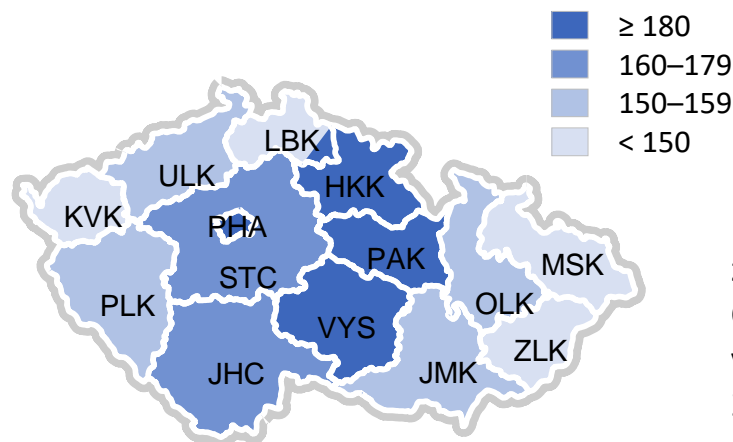 ≥ 180
160–179
150–159
< 150
LBK
ULK
HKK
KVK
PHA
PAK
MSK
STC
PLK
OLK
VYS
ZLK
JHC
JMK